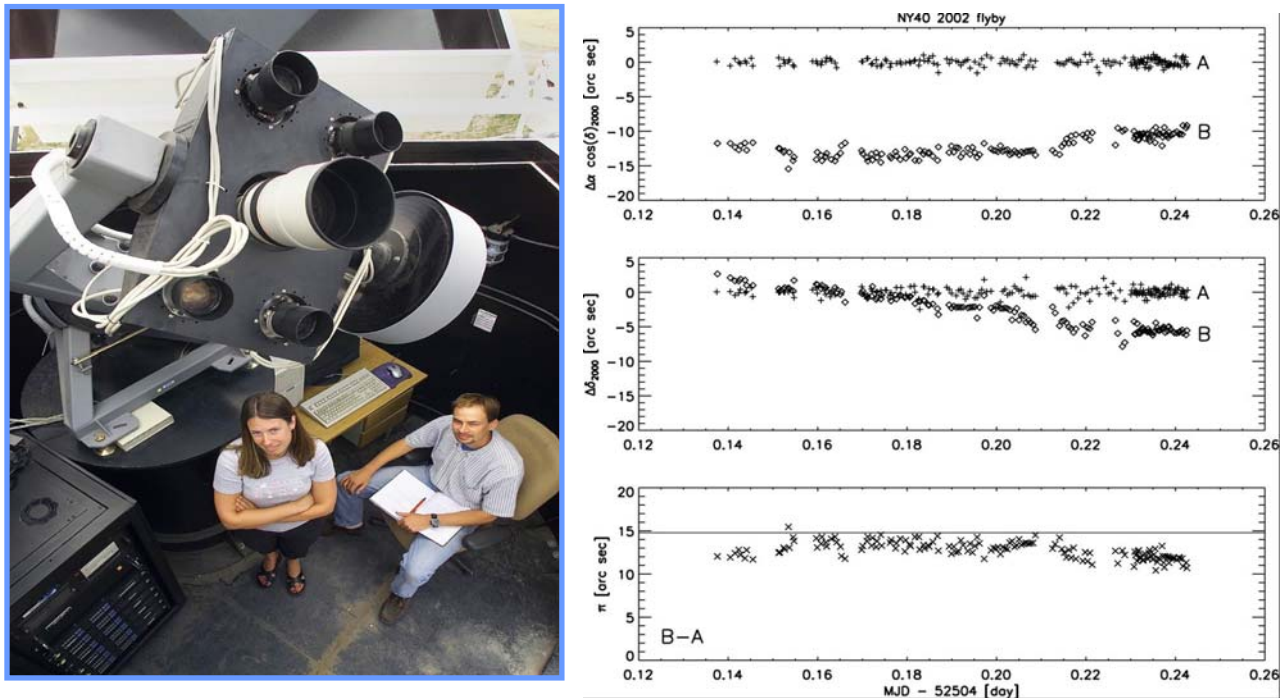 NY40 2002 flyby
Δα cos(δ)₂₀₀₀ [arc sec]
5
0
−5
−10
−15
−20
A
B
0.12 0.14 0.16 0.18 0.20 0.22 0.24 0.26
Δδ₂₀₀₀ [arc sec]
5
0
−5
−10
−15
−20
A
B
0.12 0.14 0.16 0.18 0.20 0.22 0.24 0.26
π [arc sec]
20
15
10
5
0
B−A
0.12 0.14 0.16 0.18 0.20 0.22 0.24 0.26
MJD − 52504 [day]